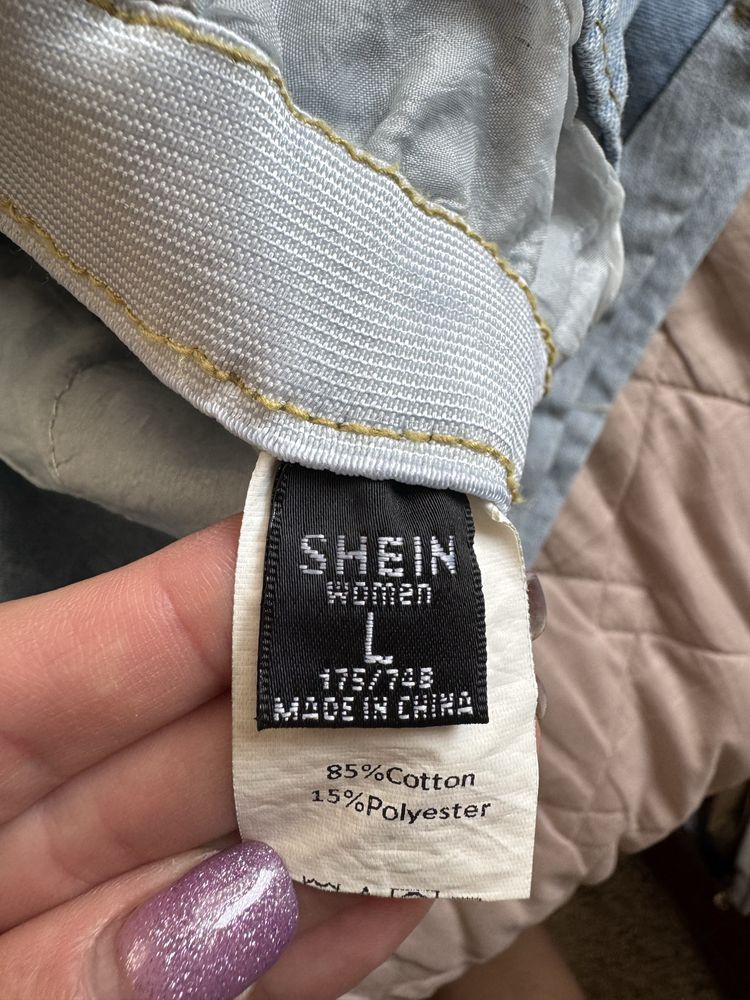 SHEIN
Women
L
175/74B
MADE IN CHINA
85%Cotton
15%Polyester